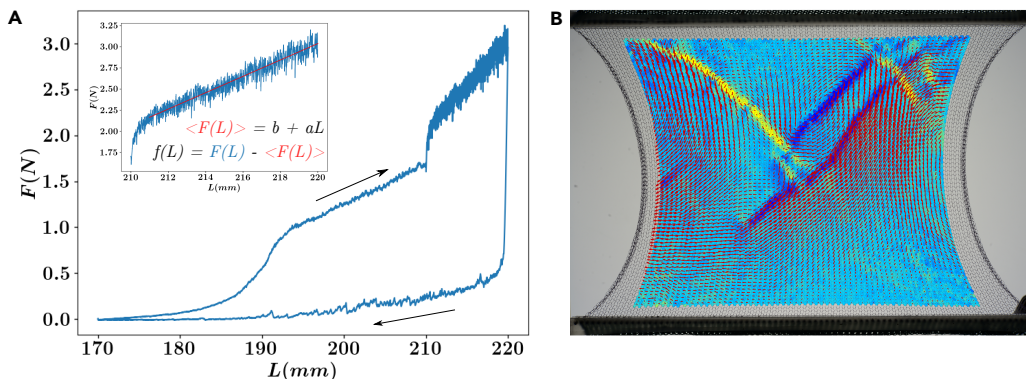 A
B
3.0
2.5
2.0
1.5
1.0
0.5
0.0
F(N)
170 180 190 200 210 220
L(mm)
3.25
3.00
2.75
2.50
2.25
2.00
1.75
F(N)
210 212 214 216 218 220
L(mm)
<F(L)> = b + aL
f(L) = F(L) - <F(L)>